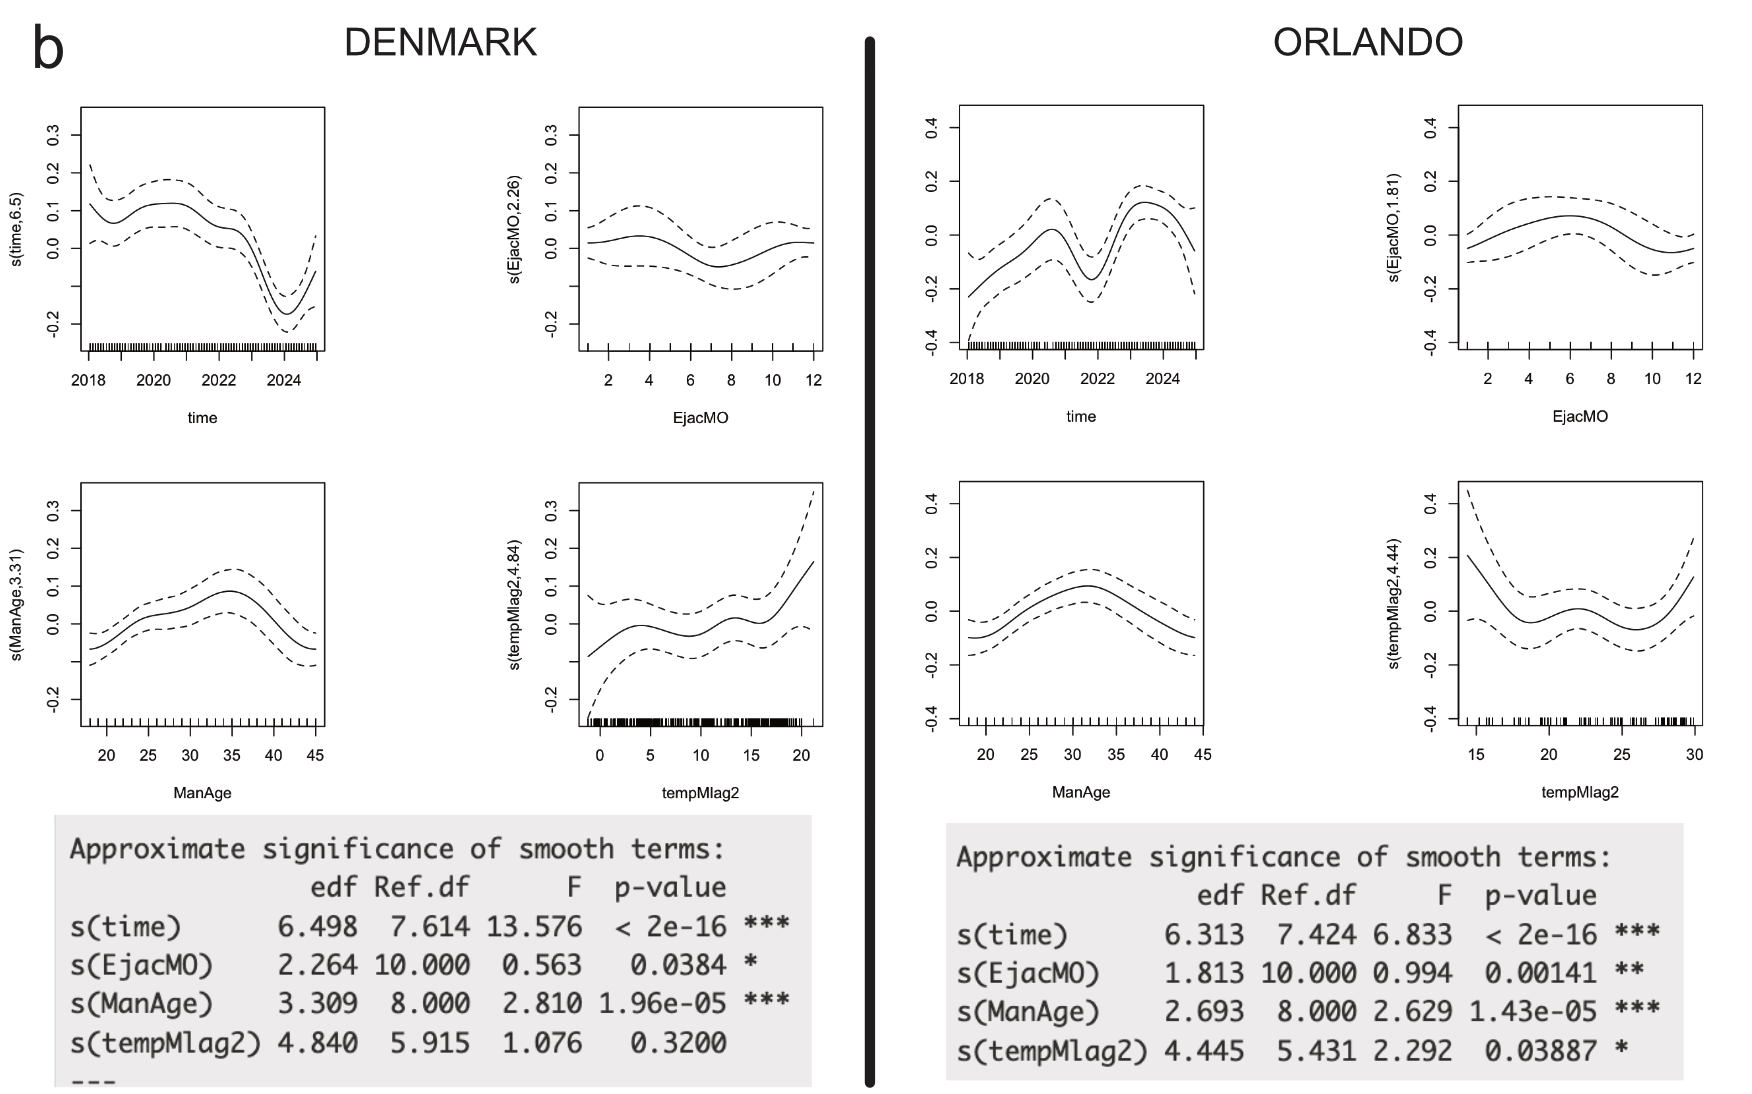 b
DENMARK
ORLANDO
s(time,6.5)
0.3
0.2
0.1
0.0
-0.2
2018 2020 2022 2024
time
s(EjacMO,2.26)
0.3
0.2
0.1
0.0
-0.2
2 4 6 8 10 12
EjacMO
s(ManAge,3.31)
0.3
0.2
0.1
0.0
-0.2
20 25 30 35 40 45
ManAge
s(tempMlag2,4.84)
0.3
0.2
0.1
0.0
-0.2
0 5 10 15 20
tempMlag2
Approximate significance of smooth terms:
edf Ref.df F p-value
s(time) 6.498 7.614 13.576 < 2e-16 ***
s(EjacMO) 2.264 10.000 0.563 0.0384 *
s(ManAge) 3.309 8.000 2.810 1.96e-05 ***
s(tempMlag2) 4.840 5.915 1.076 0.3200
---
0.4
0.2
0.0
-0.2
-0.4
2018 2020 2022 2024
time
s(EjacMO,1.81)
0.4
0.2
0.0
-0.2
-0.4
2 4 6 8 10 12
EjacMO
0.4
0.2
0.0
-0.2
-0.4
20 25 30 35 40 45
ManAge
s(tempMlag2,4.44)
0.4
0.2
0.0
-0.2
-0.4
15 20 25 30
tempMlag2
Approximate significance of smooth terms:
edf Ref.df F p-value
s(time) 6.313 7.424 6.833 < 2e-16 ***
s(EjacMO) 1.813 10.000 0.994 0.00141 **
s(ManAge) 2.693 8.000 2.629 1.43e-05 ***
s(tempMlag2) 4.445 5.431 2.292 0.03887 *